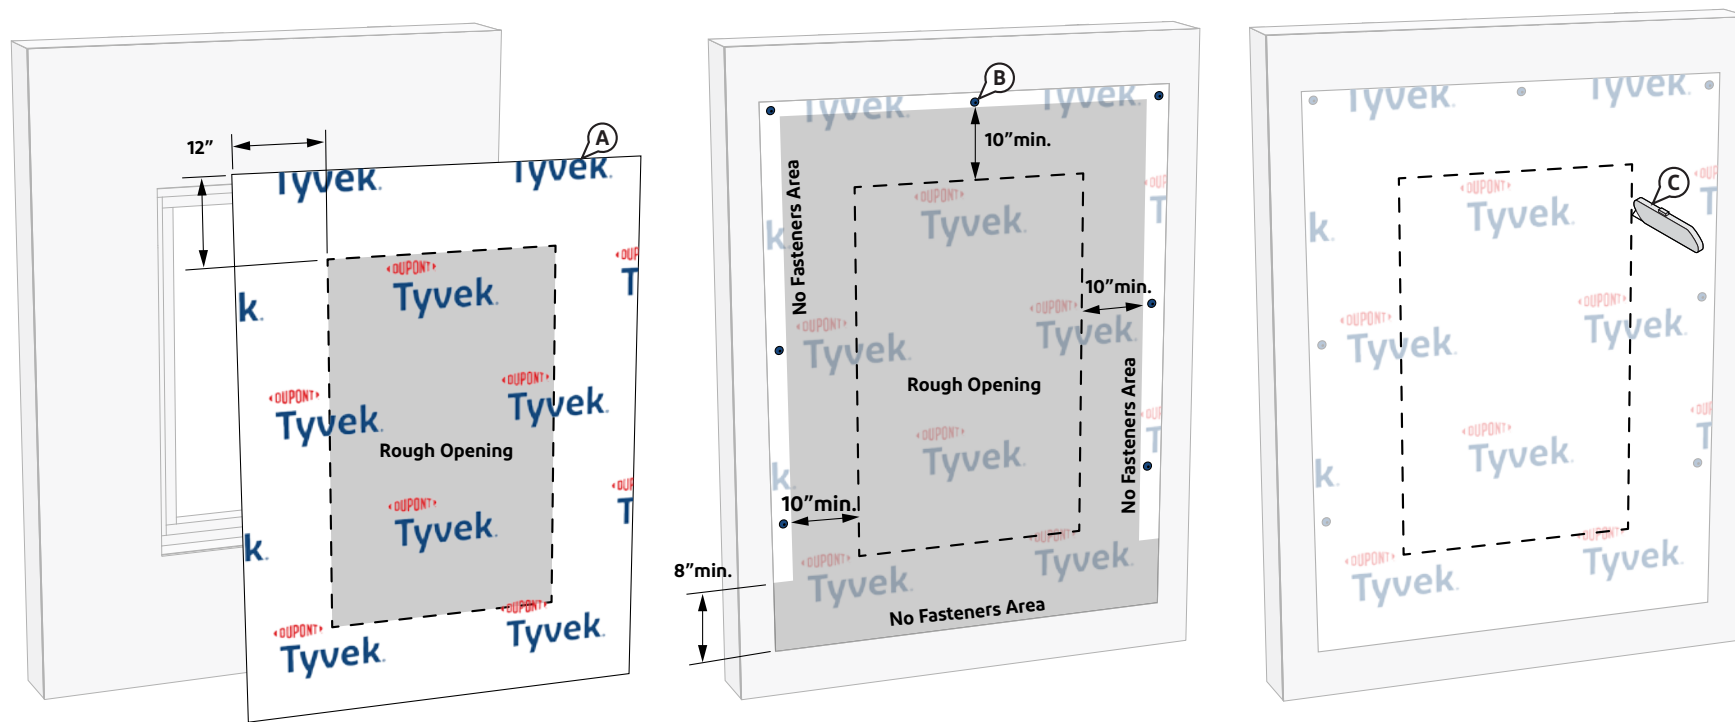 12”
A
Tyvek.
Tyvek.
DUPONT
Tyvek.
T
k.
DUPONT
Tyvek.
DUPONT
Tyvek.
Rough Opening
DUPONT
Tyvek.
T
k.
DUPONT
Tyvek.
DUPONT
Tyvek.
B
Tyvek.
Tyvek.
10”min.
No Fasteners Area
DUPONT
Tyvek.
T
k.
10”min.
DUPONT
Tyvek.
DUPONT
Tyvek.
Rough Opening
No Fasteners Area
DUPONT
Tyvek.
T
k.
10”min.
DUPONT
Tyvek.
DUPONT
Tyvek.
8”min.
No Fasteners Area
Tyvek.
Tyvek.
C
DUPONT
Tyvek.
T
k.
DUPONT
Tyvek.
DUPONT
Tyvek.
DUPONT
Tyvek.
T
k.
DUPONT
Tyvek.
DUPONT
Tyvek.